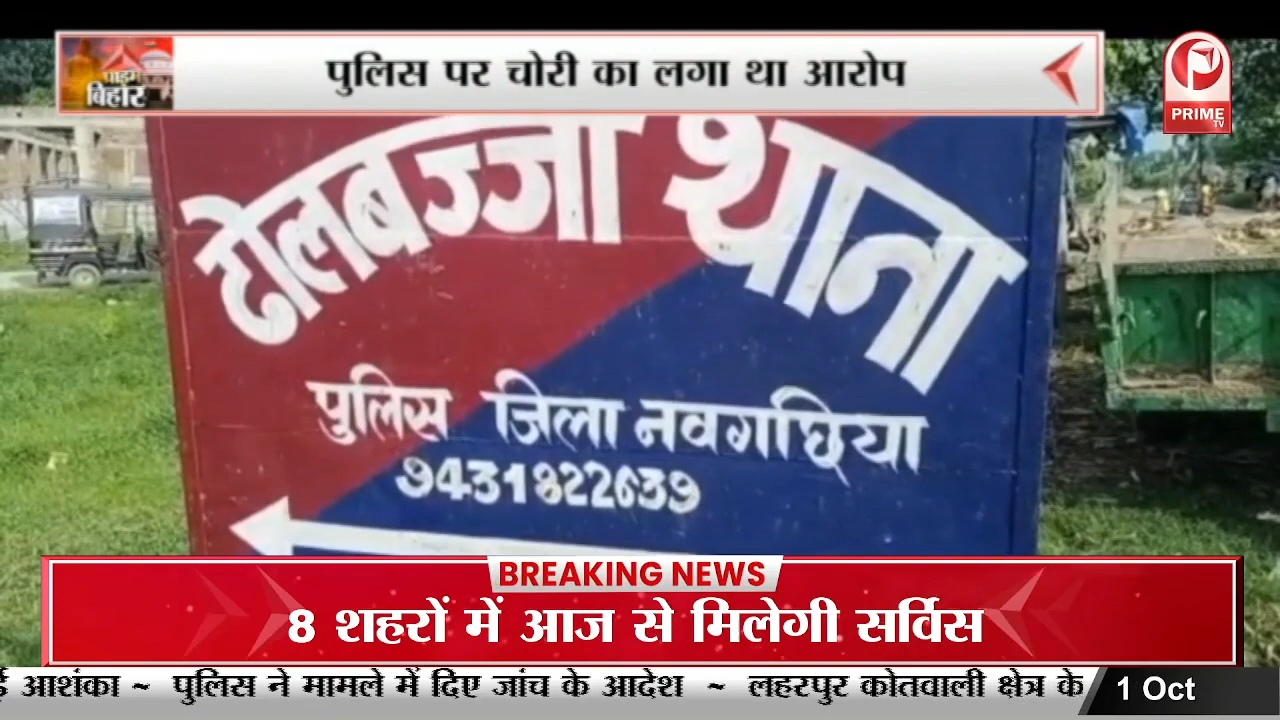 पुलिस पर चोरी का लगा था आरोप
प्राइम
बिहार
PRIME
TV
ढोलबज्जा थाना
पुलिस जिला नवगछिया
9431822639
BREAKING NEWS
8 शहरों में आज से मिलेगी सर्विस
आशंका ~ पुलिस ने मामले में दिए जांच के आदेश ~ लहरपुर कोतवाली क्षेत्र के
1 Oct